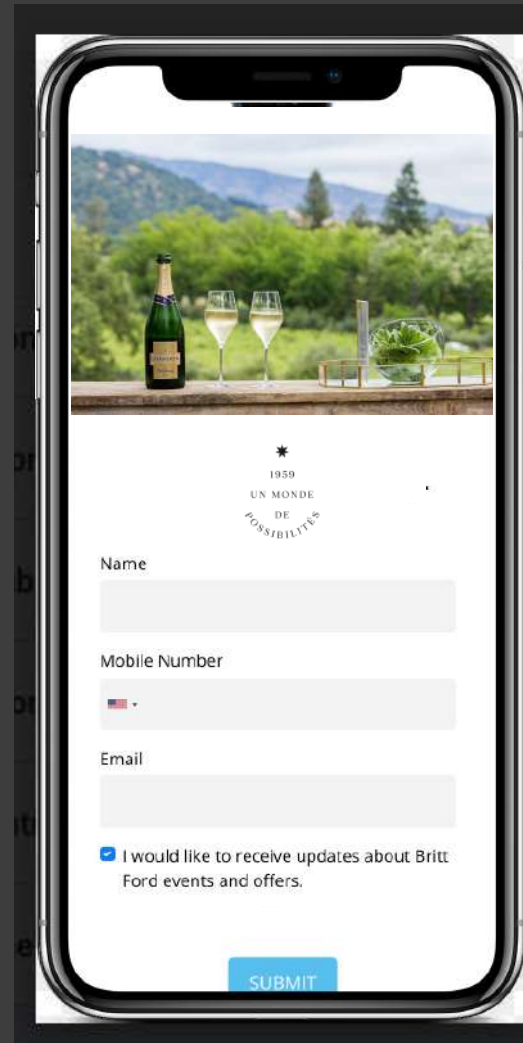 1959
UN MONDE
DE
POSSIBILITÉS
Name
Mobile Number
Email
I would like to receive updates about Britt
Ford events and offers.
SUBMIT